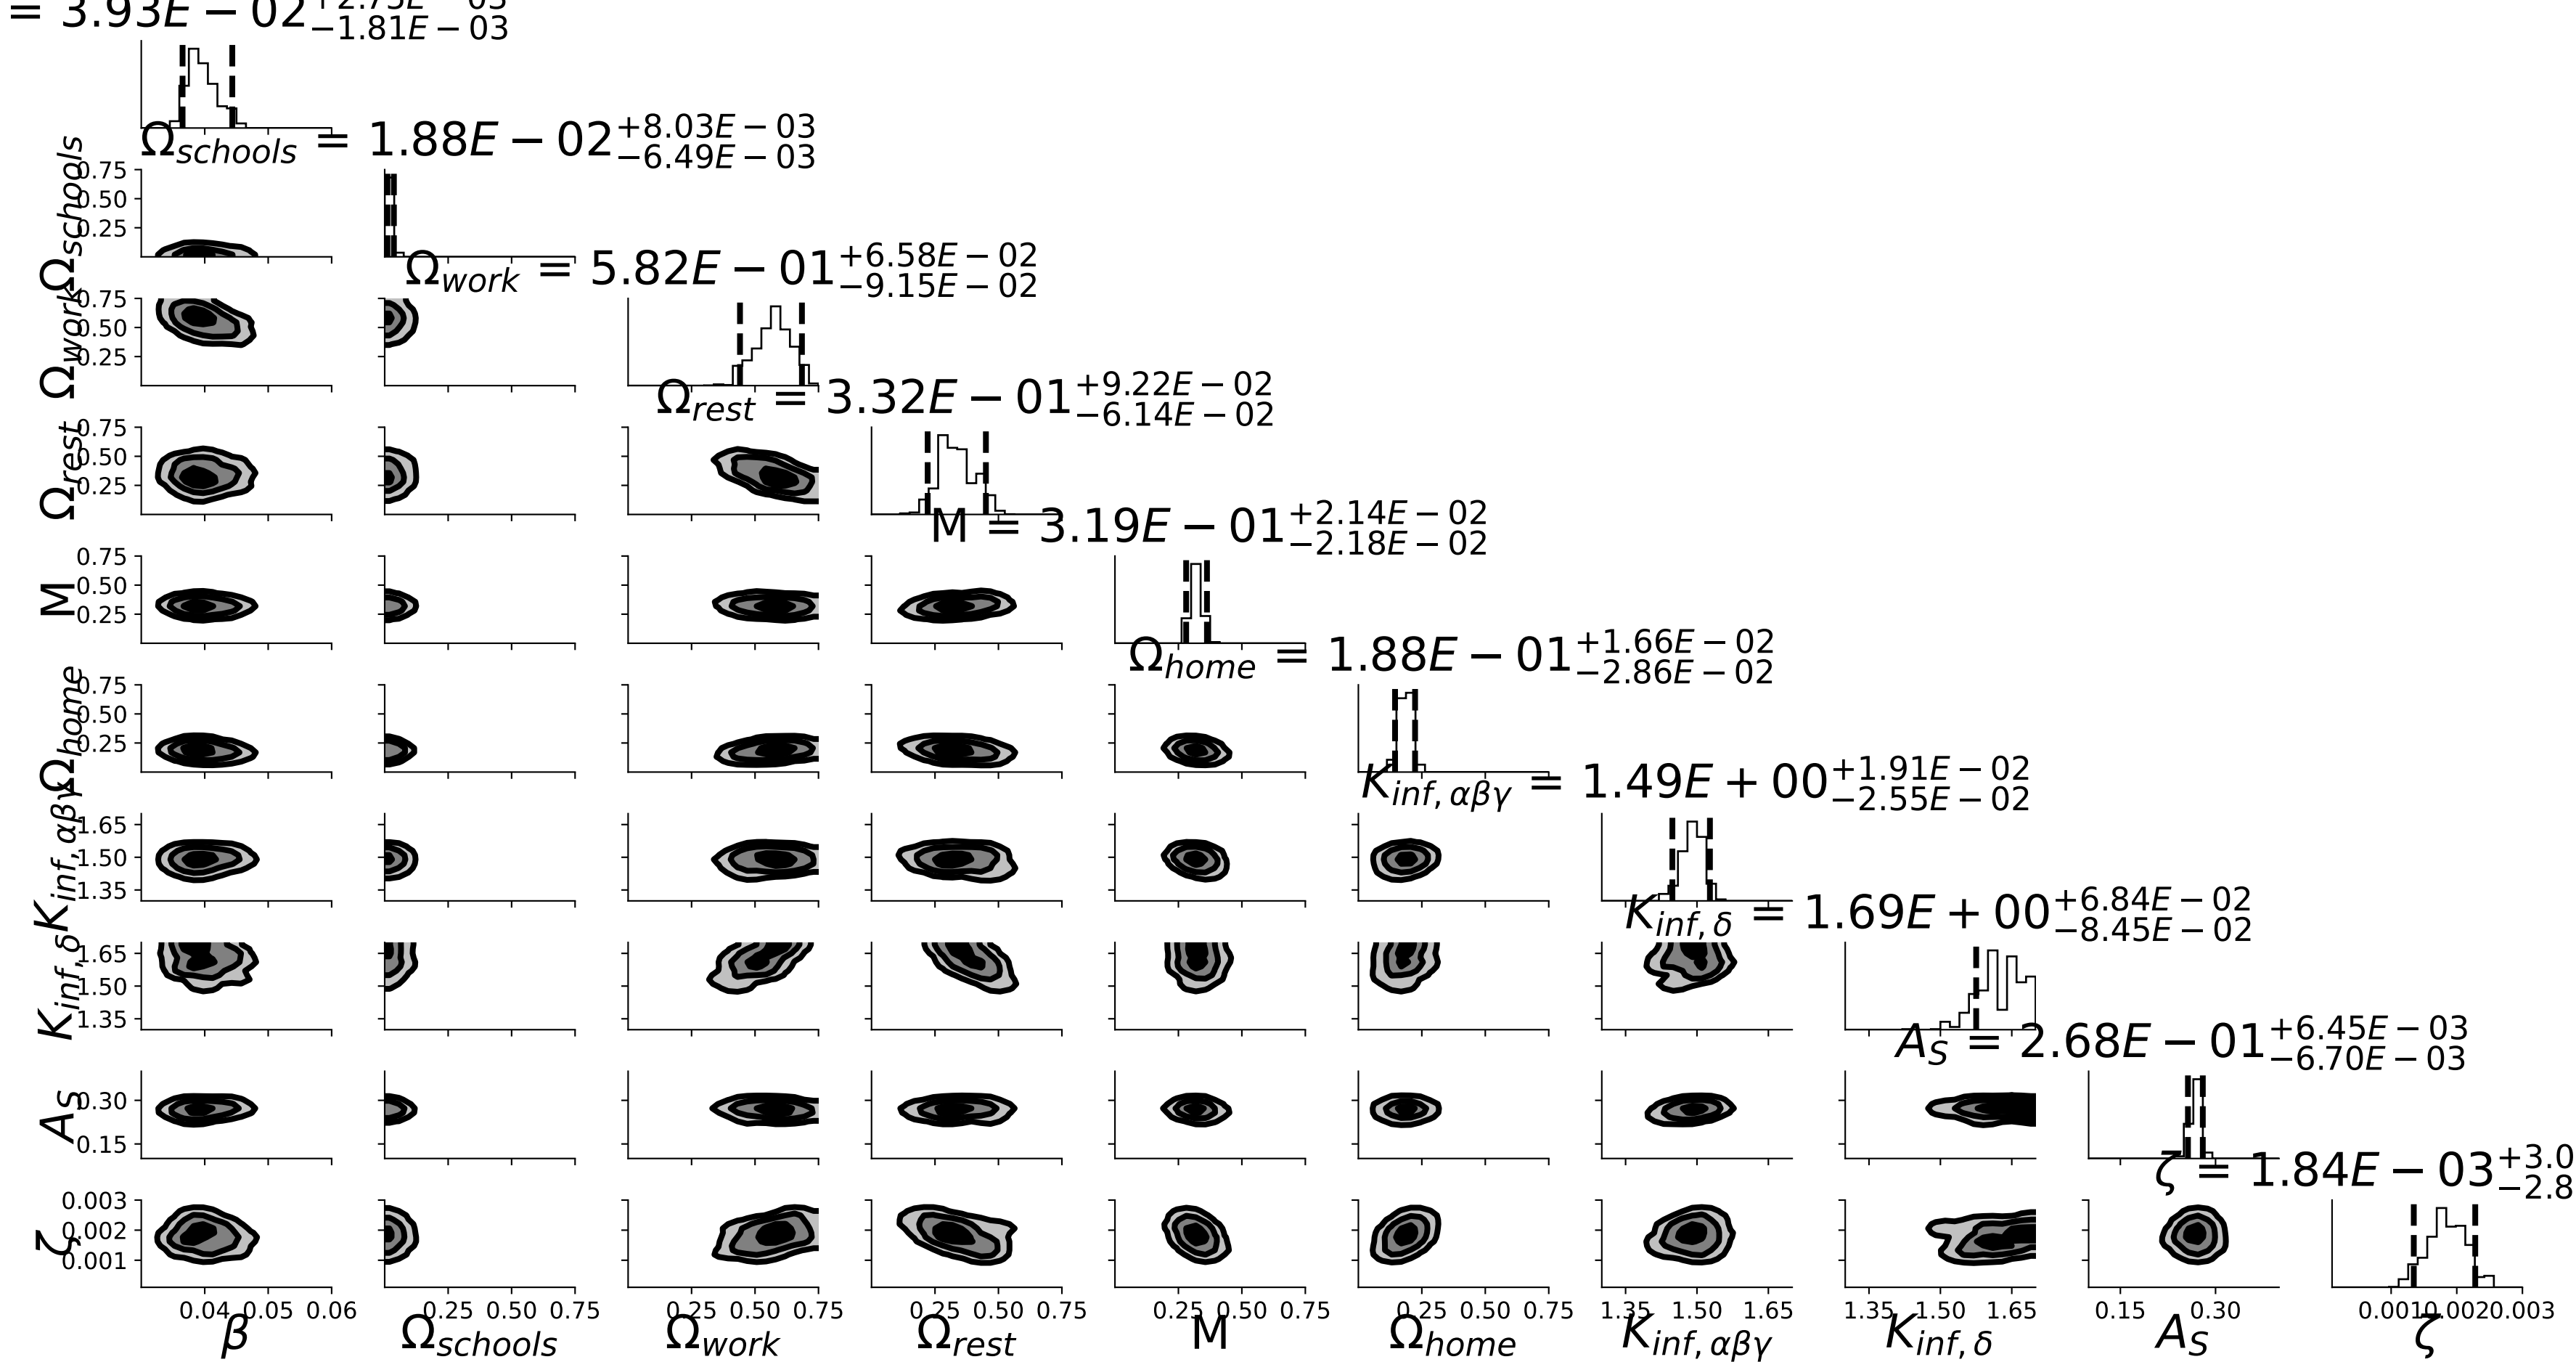 = 3.93E − 02 −1.81E − 03
Ωschools = 1.88E − 02 +8.03E − 03 −6.49E − 03
Ωschools
0.75
0.50
0.25
Ωwork = 5.82E − 01 +6.58E − 02 −9.15E − 02
Ωwork
0.75
0.50
0.25
Ωrest = 3.32E − 01 +9.22E − 02 −6.14E − 02
Ωrest
0.75
0.50
0.25
M = 3.19E − 01 +2.14E − 02 −2.18E − 02
M
0.75
0.50
0.25
Ωhome = 1.88E − 01 +1.66E − 02 −2.86E − 02
Ωhome
0.75
0.50
0.25
Kinf, αβγ = 1.49E + 00 +1.91E − 02 −2.55E − 02
Kinf, αβγ
1.65
1.50
1.35
Kinf, δ = 1.69E + 00 +6.84E − 02 −8.45E − 02
Kinf, δ
1.65
1.50
1.35
AS = 2.68E − 01 +6.45E − 03 −6.70E − 03
AS
0.30
0.15
ζ = 1.84E − 03 +3.0 −2.8
ζ
0.003
0.002
0.001
0.04 0.05 0.06 0.25 0.50 0.75 0.25 0.50 0.75 0.25 0.50 0.75 0.25 0.50 0.75 0.25 0.50 0.75 1.35 1.50 1.65 1.35 1.50 1.65 0.15 0.30 0.001 0.002 0.003
β Ωschools Ωwork Ωrest M Ωhome Kinf, αβγ Kinf, δ AS ζ